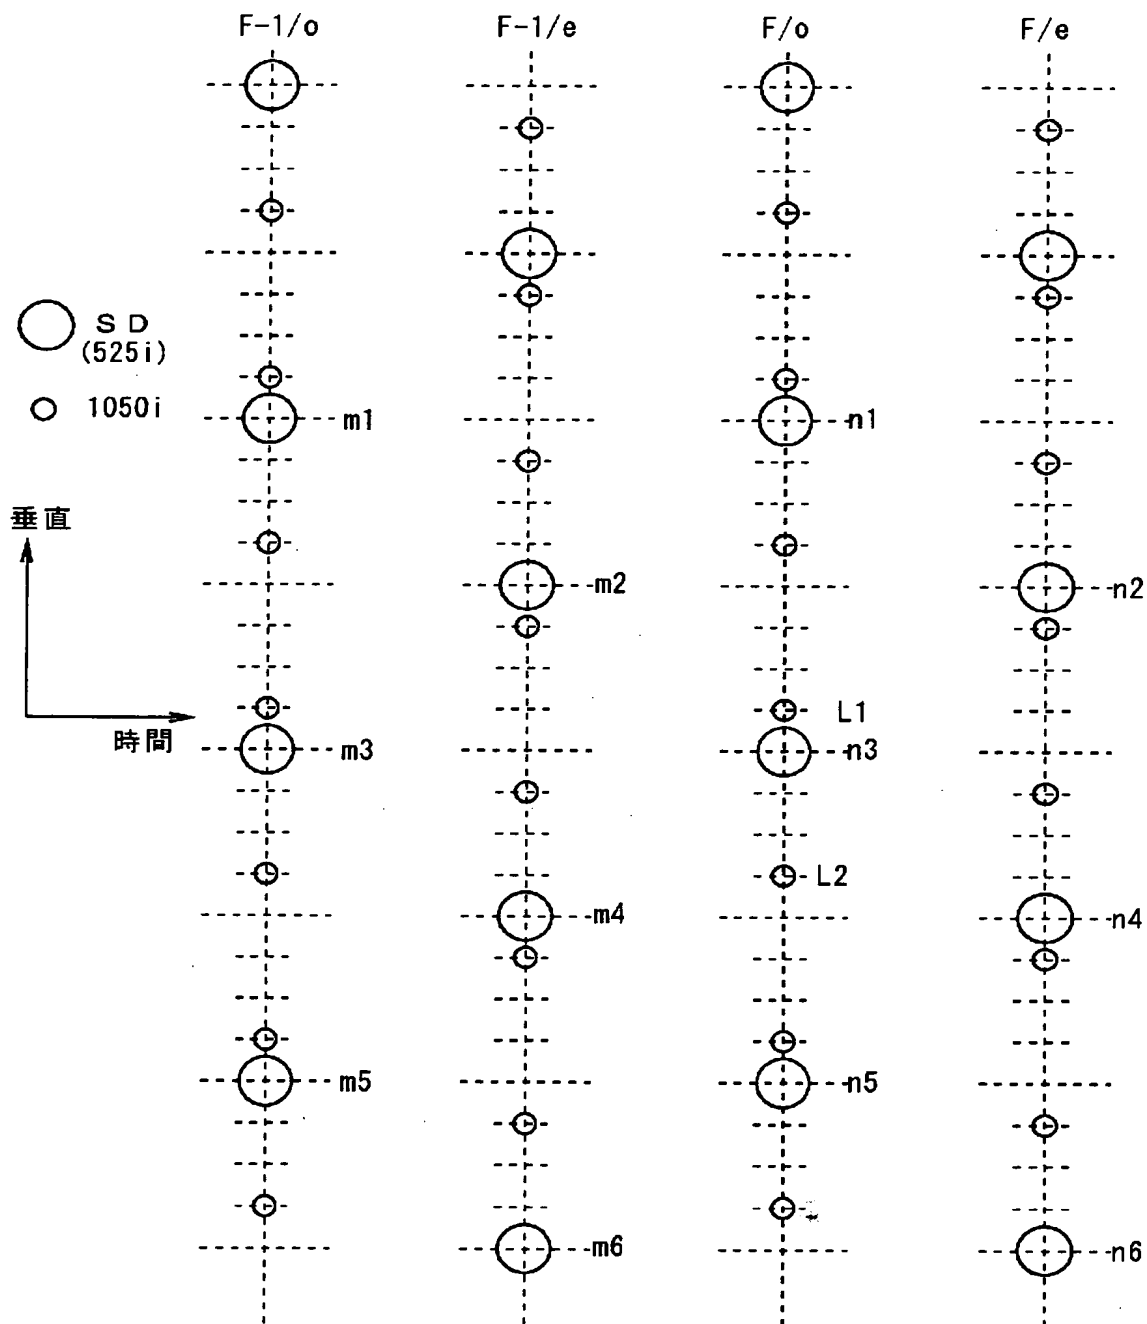 F-1/o F-1/e F/o F/e
SD
(525i)
1050i
m1 n1
垂直
m2 n2
L1
時間
m3 n3
L2
m4 n4
m5 n5
m6 n6